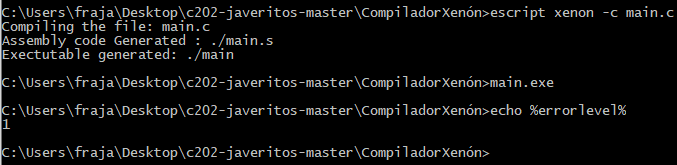 C:\Users\fraja\Desktop\c202-javeritos-master\CompiladorXenón>escript xenon -c main.c
Compiling the file: main.c
Assembly code Generated : ./main.s
Exectutable generated: ./main
C:\Users\fraja\Desktop\c202-javeritos-master\CompiladorXenón>main.exe
C:\Users\fraja\Desktop\c202-javeritos-master\CompiladorXenón>echo %errorlevel%
1
C:\Users\fraja\Desktop\c202-javeritos-master\CompiladorXenón>